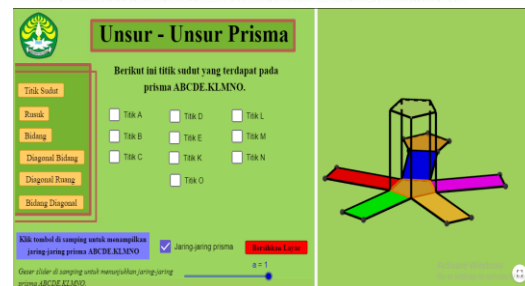 Unsur - Unsur Prisma
Berikut ini titik sudut yang terdapat pada
prisma ABCDE.KLMNO.
Titik Sudut
Rusuk
Bidang
Diagonal Bidang
Diagonal Ruang
Bidang Diagonal
Titik A
Titik D
Titik L
Titik B
Titik E
Titik M
Titik C
Titik K
Titik N
Titik O
Klik tombol di samping untuk menampilkan
jaring-jaring prisma ABCDE.KLMNO
Jaring-jaring prisma
Bersihkan Layar
a = 1
Geser slider di samping untuk menunjukkan jaring-jaring
prisma ABCDE.KLMNO.